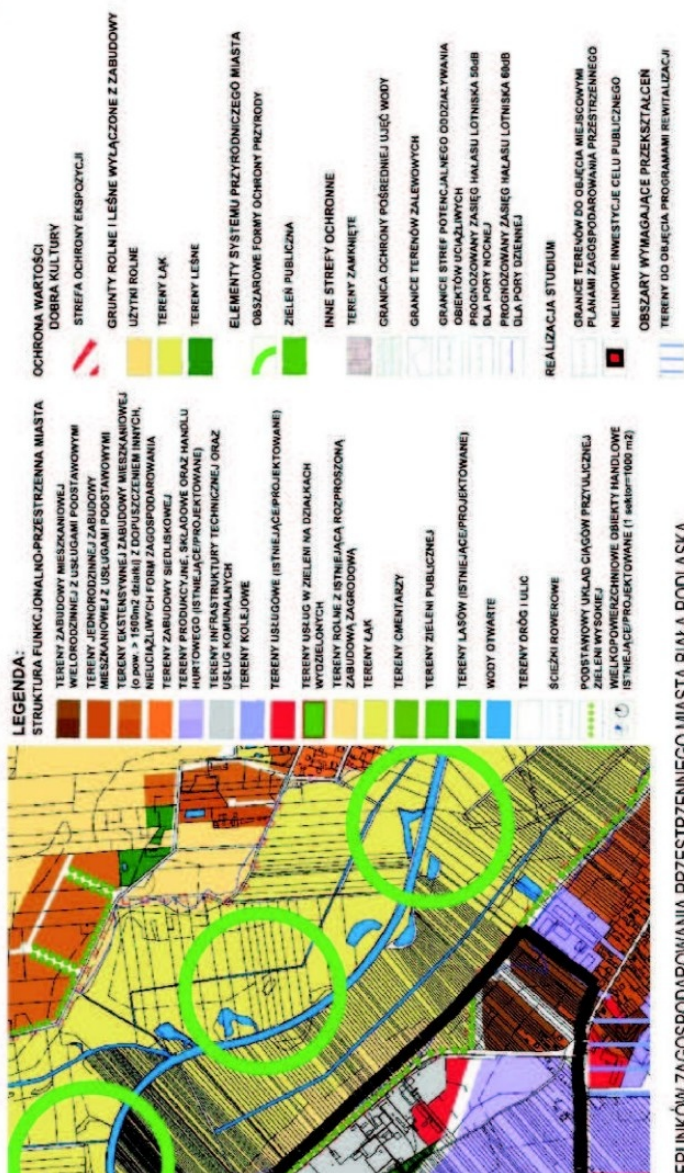 LEGENDA:
STRUKTURA FUNKCJONALNO-PRZESTRZENNA MIASTA
TERENY ZABUDOWY MIESZKANIOWEJ
WIELORODZINNEJ Z USŁUGAMI PODSTAWOWYMI
TERENY JEDNORODZINNEJ ZABUDOWY
MIESZKANIOWEJ Z USŁUGAMI PODSTAWOWYMI
TERENY EKSTENSYWNEJ ZABUDOWY MIESZKANIOWEJ
(o pow. > 1500m2 działki) Z DOPUSZCZENIEM INNYCH,
NIEUCIĄŻLIWYCH FORM ZAGOSPODAROWANIA
TERENY ZABUDOWY SIEDLISKOWEJ
TERENY PRODUKCYJNE, SKŁADOWE ORAZ HANDLU
HURTOWEGO (ISTNIEJĄCE/PROJEKTOWANE)
TERENY INFRASTRUKTURY TECHNICZNEJ ORAZ
USŁUG KOMUNALNYCH
TERENY KOLEJOWE
TERENY USŁUGOWE (ISTNIEJĄCE/PROJEKTOWANE)
TERENY USŁUG W ZIELENI NA DZIAŁKACH
WYDZIELONYCH
TERENY ROLNE Z ISTNIEJĄCĄ ROZPROSZONĄ
ZABUDOWĄ ZAGRODOWĄ
TERENY ŁĄK
TERENY CMENTARZY
TERENY ZIELENI PUBLICZNEJ
TERENY LASÓW (ISTNIEJĄCE/PROJEKTOWANE)
WODY OTWARTE
TERENY DRÓG I ULIC
ŚCIEŻKI ROWEROWE
PODSTAWOWY UKŁAD CIĄGÓW PRZYULICZNEJ
ZIELENI WYSOKIEJ
WIELKOPOWIERZCHNIOWE OBIEKTY HANDLOWE
ISTNIEJĄCE/PROJEKTOWANE (1 sektor=1000 m2)
OCHRONA WARTOŚCI
DOBRA KULTURY
STREFA OCHRONY EKSPOZYCJI
GRUNTY ROLNE I LEŚNE WYŁĄCZONE Z ZABUDOWY
UŻYTKI ROLNE
TERENY ŁĄK
TERENY LEŚNE
ELEMENTY SYSTEMU PRZYRODNICZEGO MIASTA
OBSZAROWE FORMY OCHRONY PRZYRODY
ZIELEŃ PUBLICZNA
INNE STREFY OCHRONNE
TERENY ZAMKNIĘTE
GRANICA OCHRONY POŚREDNIEJ UJĘĆ WODY
GRANICE TERENÓW ZALEWOWYCH
GRANICE STREF POTENCJALNEGO ODDZIAŁYWANIA
OBIEKTÓW UCIĄŻLIWYCH
PROGNOZOWANY ZASIĘG HAŁASU LOTNISKA 50dB
DLA PORY NOCNEJ
PROGNOZOWANY ZASIĘG HAŁASU LOTNISKA 60dB
DLA PORY DZIENNEJ
REALIZACJA STUDIUM
GRANICE TERENÓW DO OBJĘCIA MIEJSCOWYMI
PLANAMI ZAGOSPODAROWANIA PRZESTRZENNEGO
NIELINIOWE INWESTYCJE CELU PUBLICZNEGO
OBSZARY WYMAGAJĄCE PRZEKSZTAŁCEŃ
TERENY DO OBJĘCIA PROGRAMAMI REWITALIZACJI
ERUNKÓW ZAGOSPODAROWANIA PRZESTRZENNEGO MIASTA BIAŁA PODLASKA